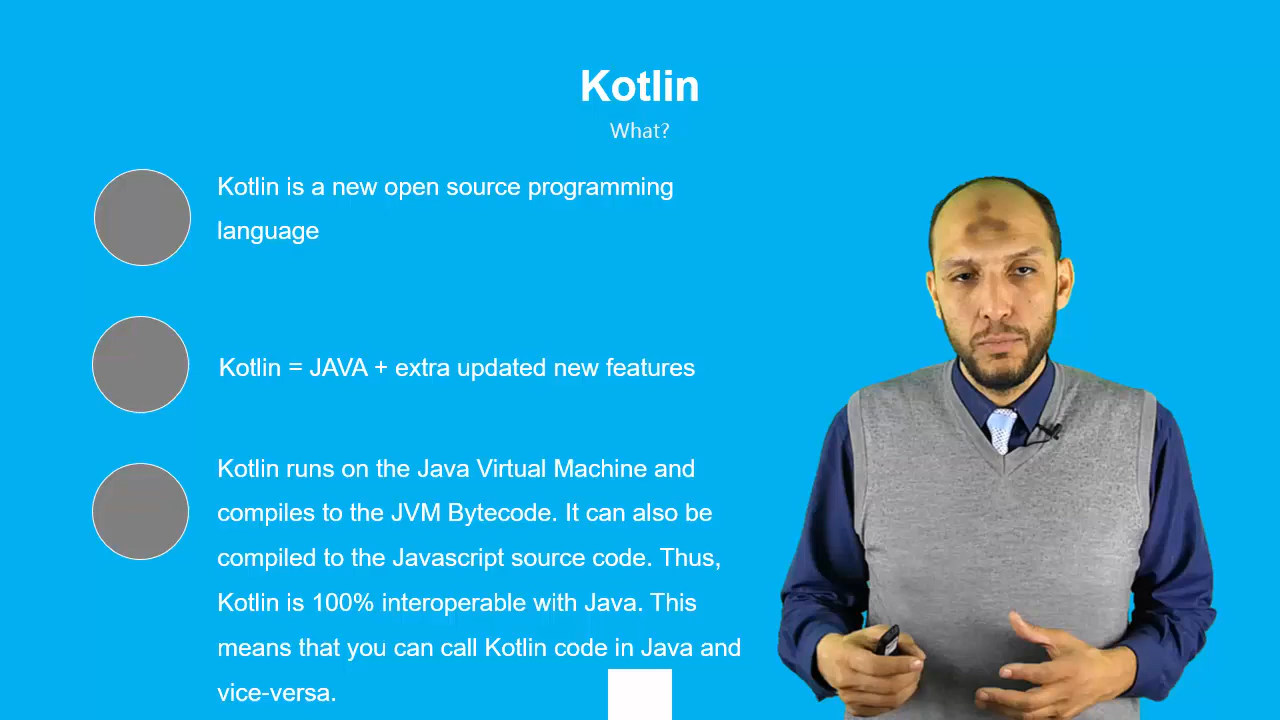 Kotlin
What?
Kotlin is a new open source programming
language
Kotlin = JAVA + extra updated new features
Kotlin runs on the Java Virtual Machine and
compiles to the JVM Bytecode. It can also be
compiled to the Javascript source code. Thus,
Kotlin is 100% interoperable with Java. This
means that you can call Kotlin code in Java and
vice-versa.